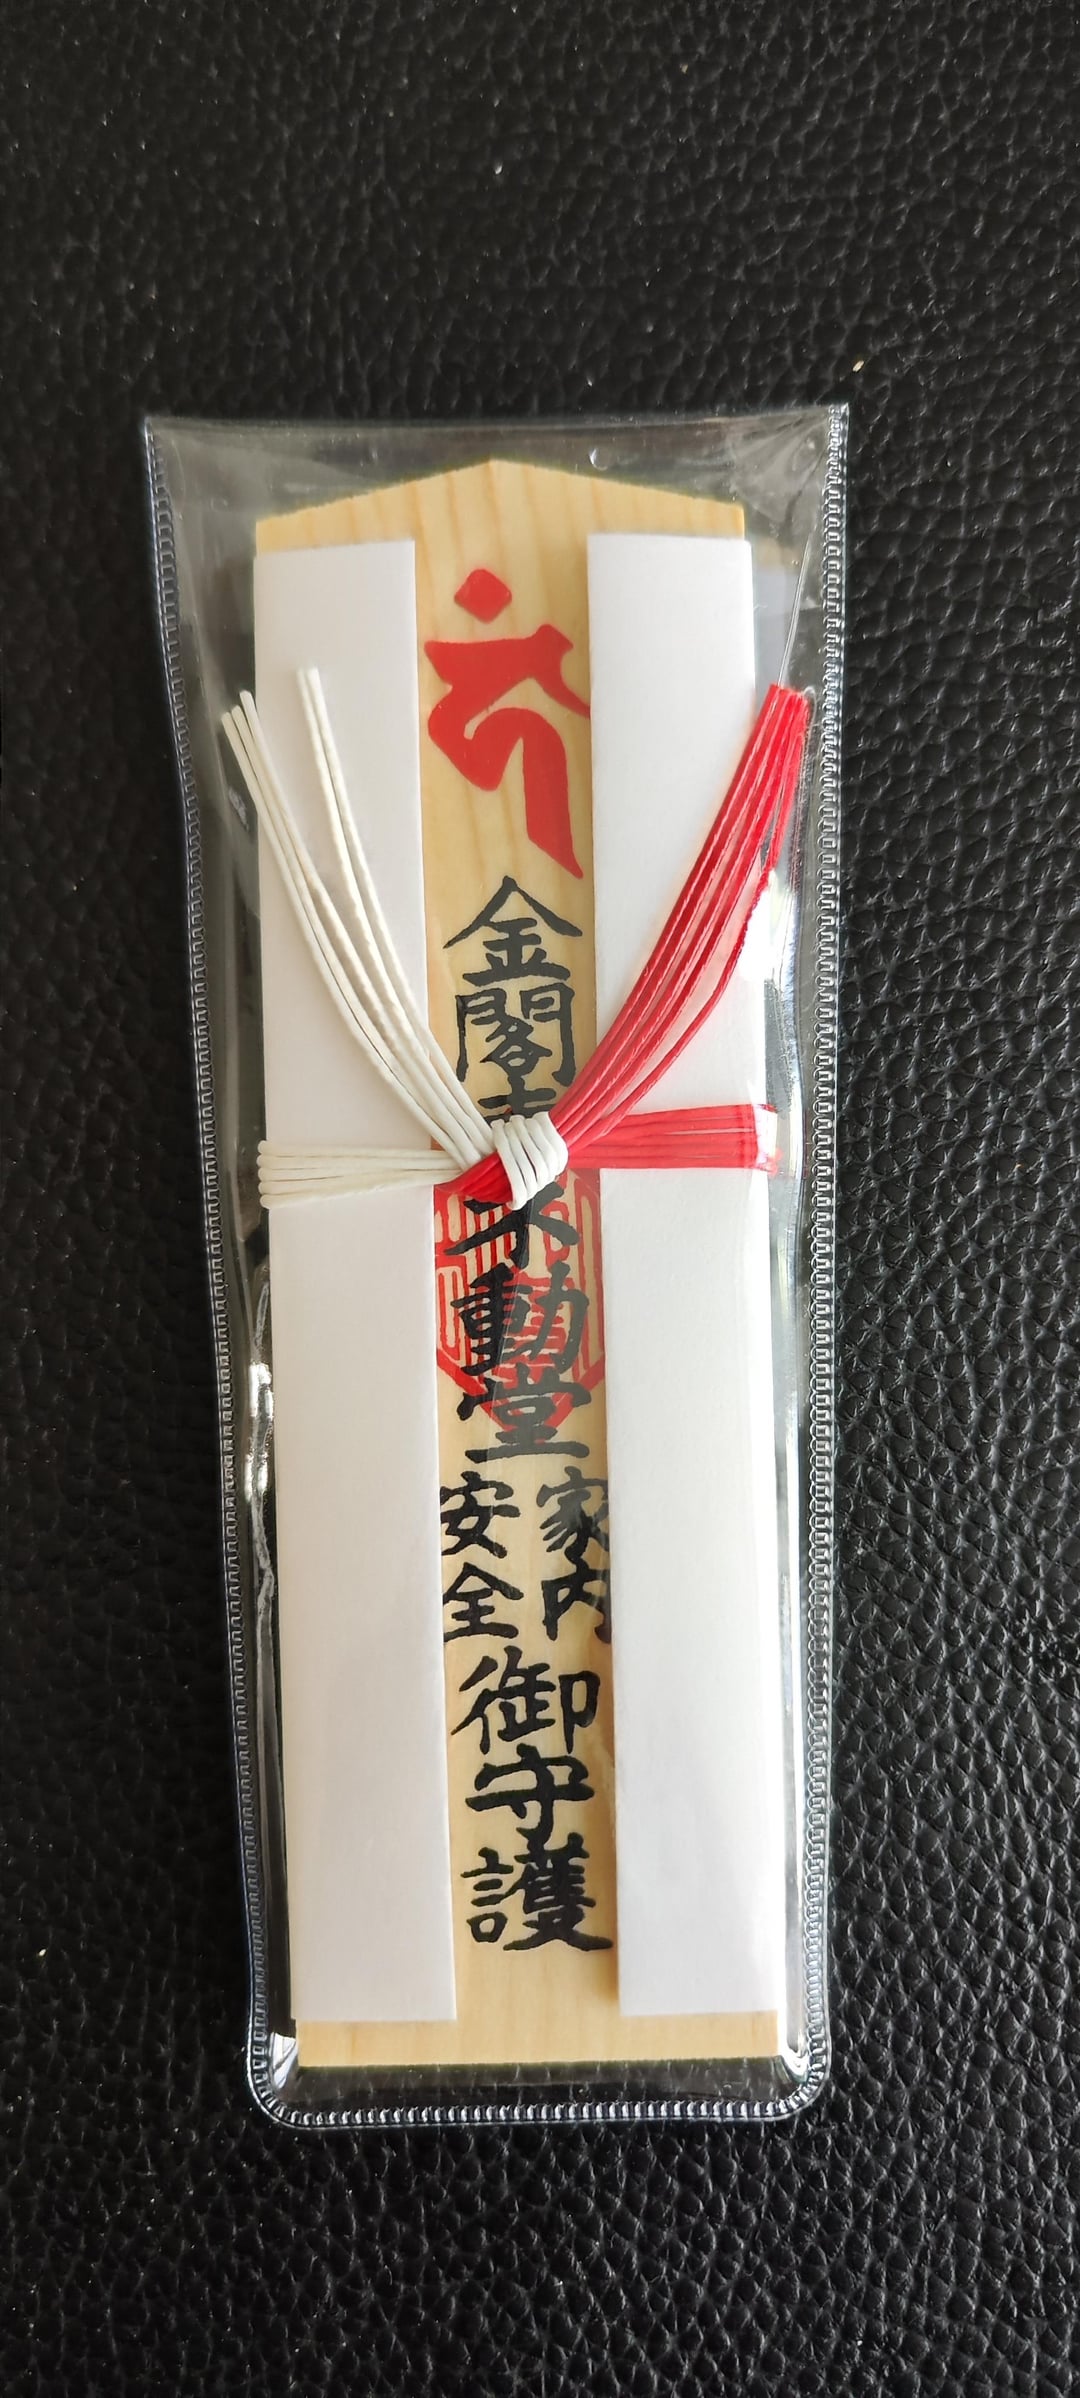 金閣寺不動堂
家内
安全
御守護